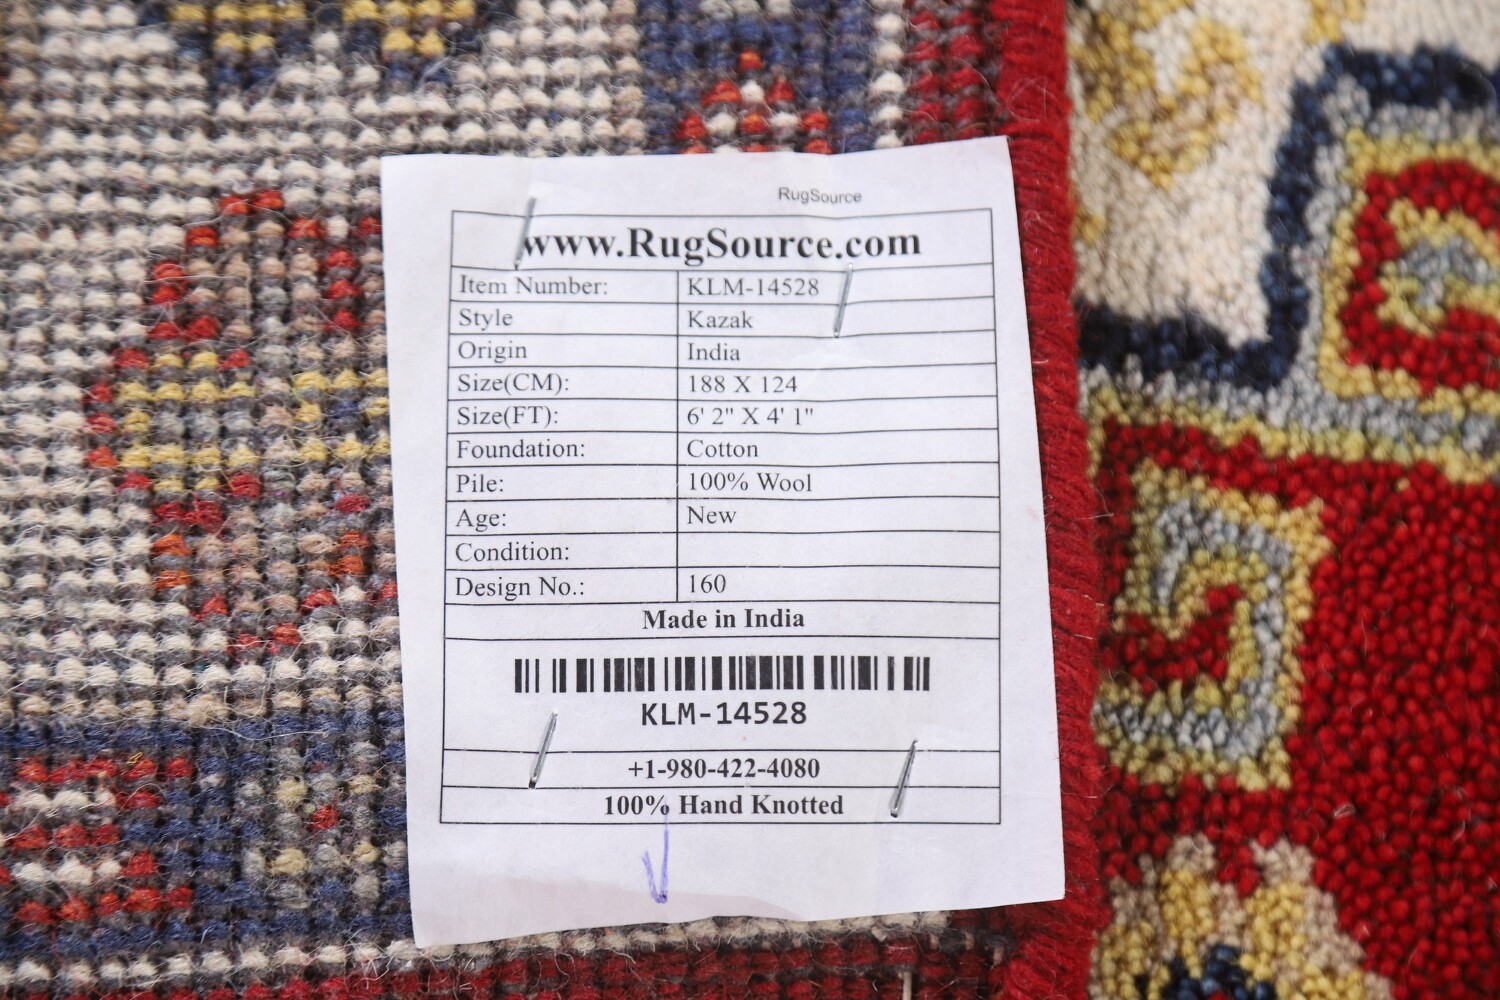 RugSource
www.RugSource.com
Item Number: KLM-14528
Style Kazak
Origin India
Size(CM): 188 X 124
Size(FT): 6' 2" X 4' 1"
Foundation: Cotton
Pile: 100% Wool
Age: New
Condition:
Design No.: 160
Made in India
KLM-14528
+1-980-422-4080
100% Hand Knotted